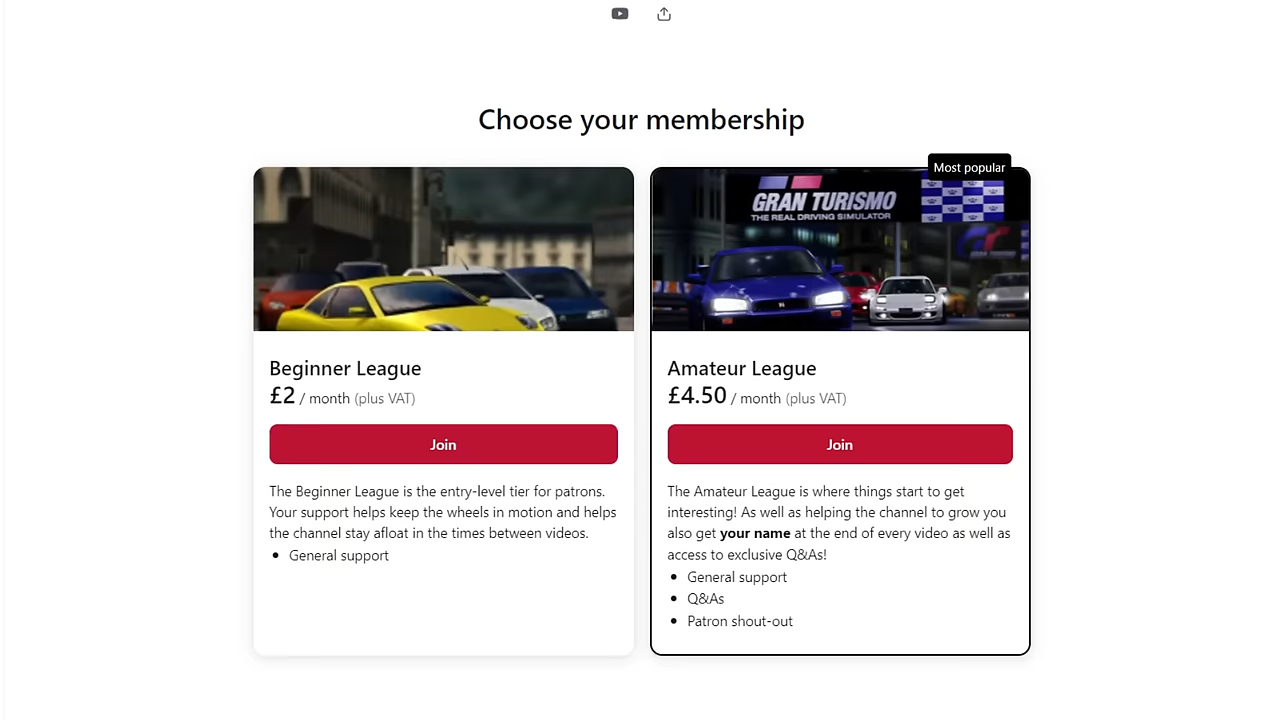 Choose your membership
Most popular
GRAN TURISMO
THE REAL DRIVING SIMULATOR
Beginner League
£2 / month (plus VAT)
Join
The Beginner League is the entry-level tier for patrons.
Your support helps keep the wheels in motion and helps
the channel stay afloat in the times between videos.
• General support
Amateur League
£4.50 / month (plus VAT)
Join
The Amateur League is where things start to get
interesting! As well as helping the channel to grow you
also get your name at the end of every video as well as
access to exclusive Q&As!
• General support
• Q&As
• Patron shout-out